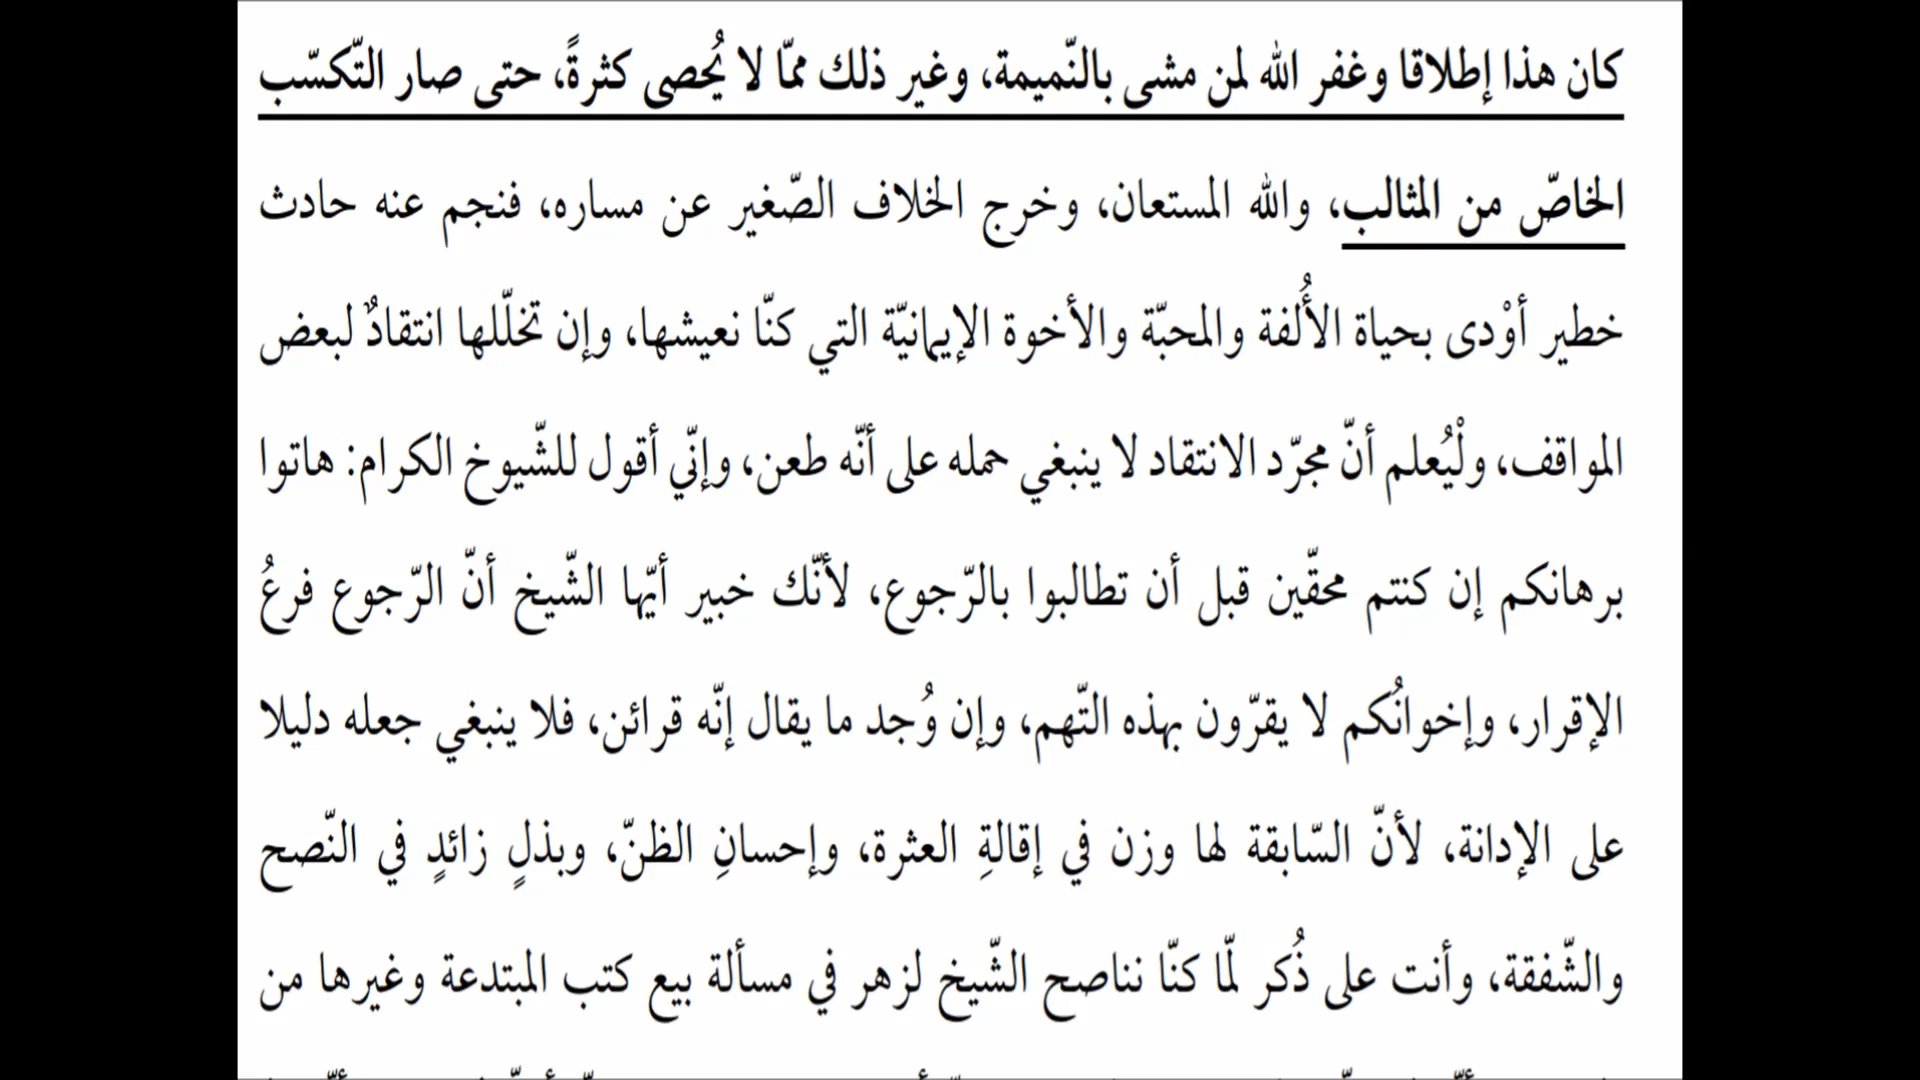 كان هذا إطلاقا وغفر الله لمن مشى بالنّميمة، وغير ذلك ممّا لا يُحصى كثرةً، حتى صار التّكسّب
الخاصّ من المثالب، والله المستعان، وخرج الخلاف الصّغير عن مساره، فنجم عنه حادث
خطير أوْدى بحياة الأُلفة والمحبّة والأخوة الإيمانيّة التي كنّا نعيشها، وإن تخلّلها انتقادٌ لبعض
المواقف، ولْيُعلم أنّ مجرّد الانتقاد لا ينبغي حمله على أنّه طعن، وإنّي أقول للشّيوخ الكرام: هاتوا
برهانكم إن كنتم محقّين قبل أن تطالبوا بالرّجوع، لأنّك خبير أيّها الشّيخ أنّ الرّجوع فرعُ
الإقرار، وإخوانُكم لا يقرّون بهذه التّهم، وإن وُجد ما يقال إنّه قرائن، فلا ينبغي جعله دليلا
على الإدانة، لأنّ السّابقة لها وزن في إقالةِ العثرة، وإحسانِ الظنّ، وبذلٍ زائدٍ في النّصح
والشّفقة، وأنت على ذُكر لمّا كنّا نناصح الشّيخ لزهر في مسألة بيع كتب المبتدعة وغيرها من